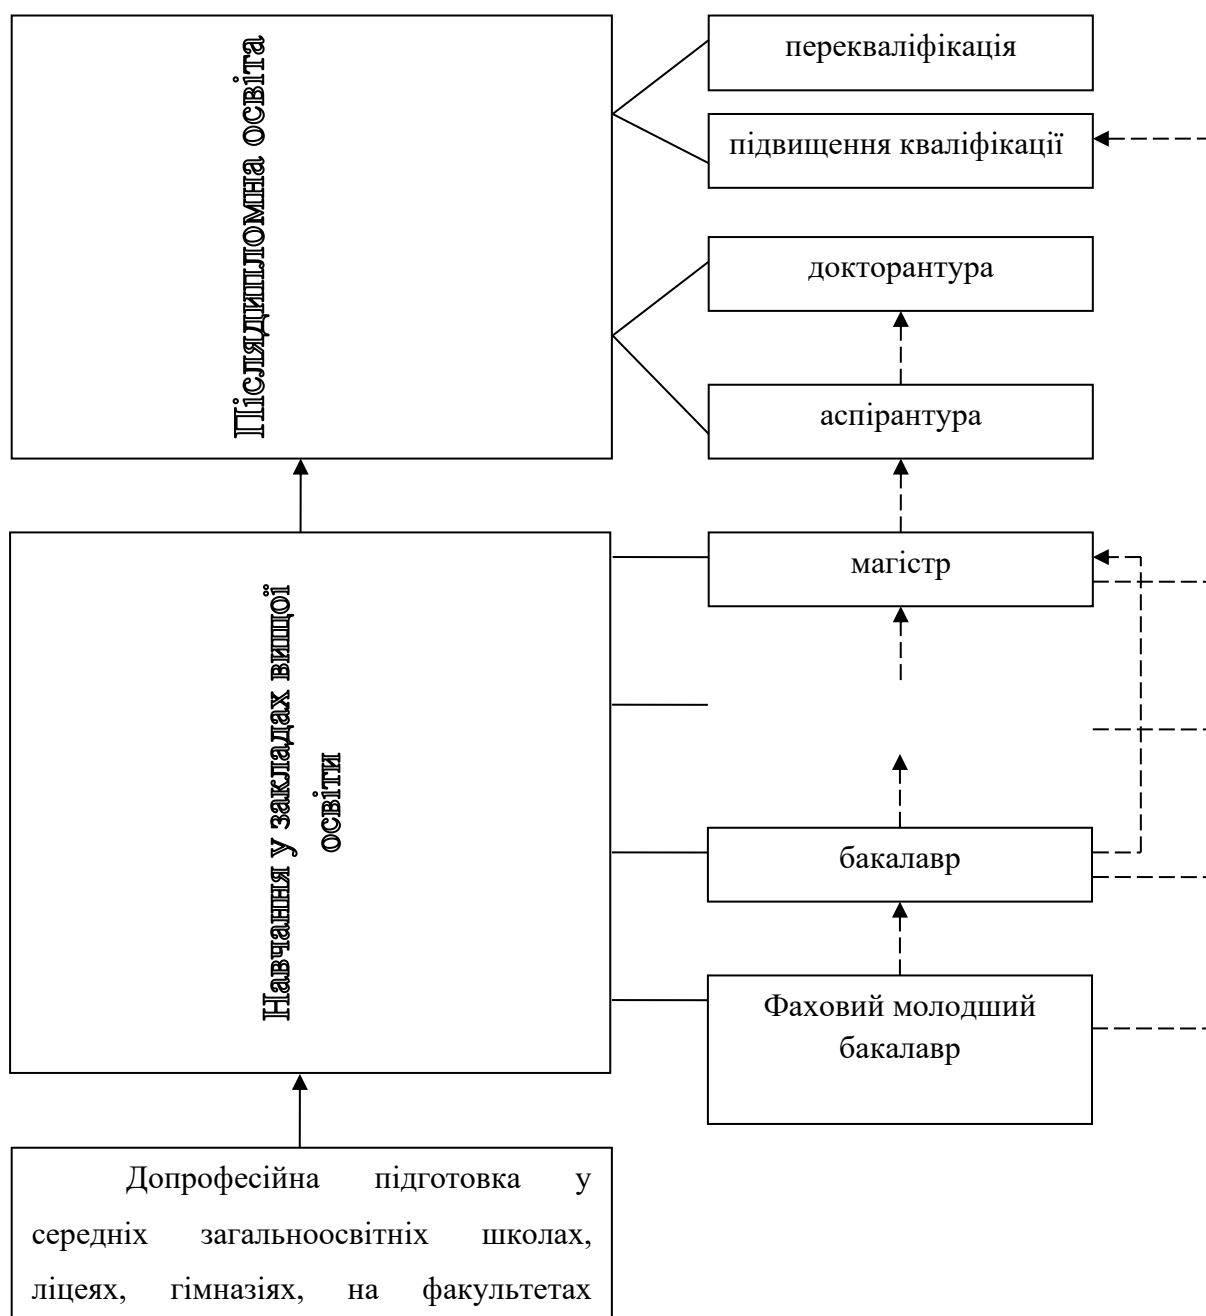 Післядипломна освіта
перекваліфікація
підвищення кваліфікації
докторантура
аспірантура
Навчання у закладах вищої
освіти
магістр
бакалавр
Фаховий молодший
бакалавр
Допрофесійна підготовка у
середніх загальноосвітніх школах,
ліцеях, гімназіях, на факультетах